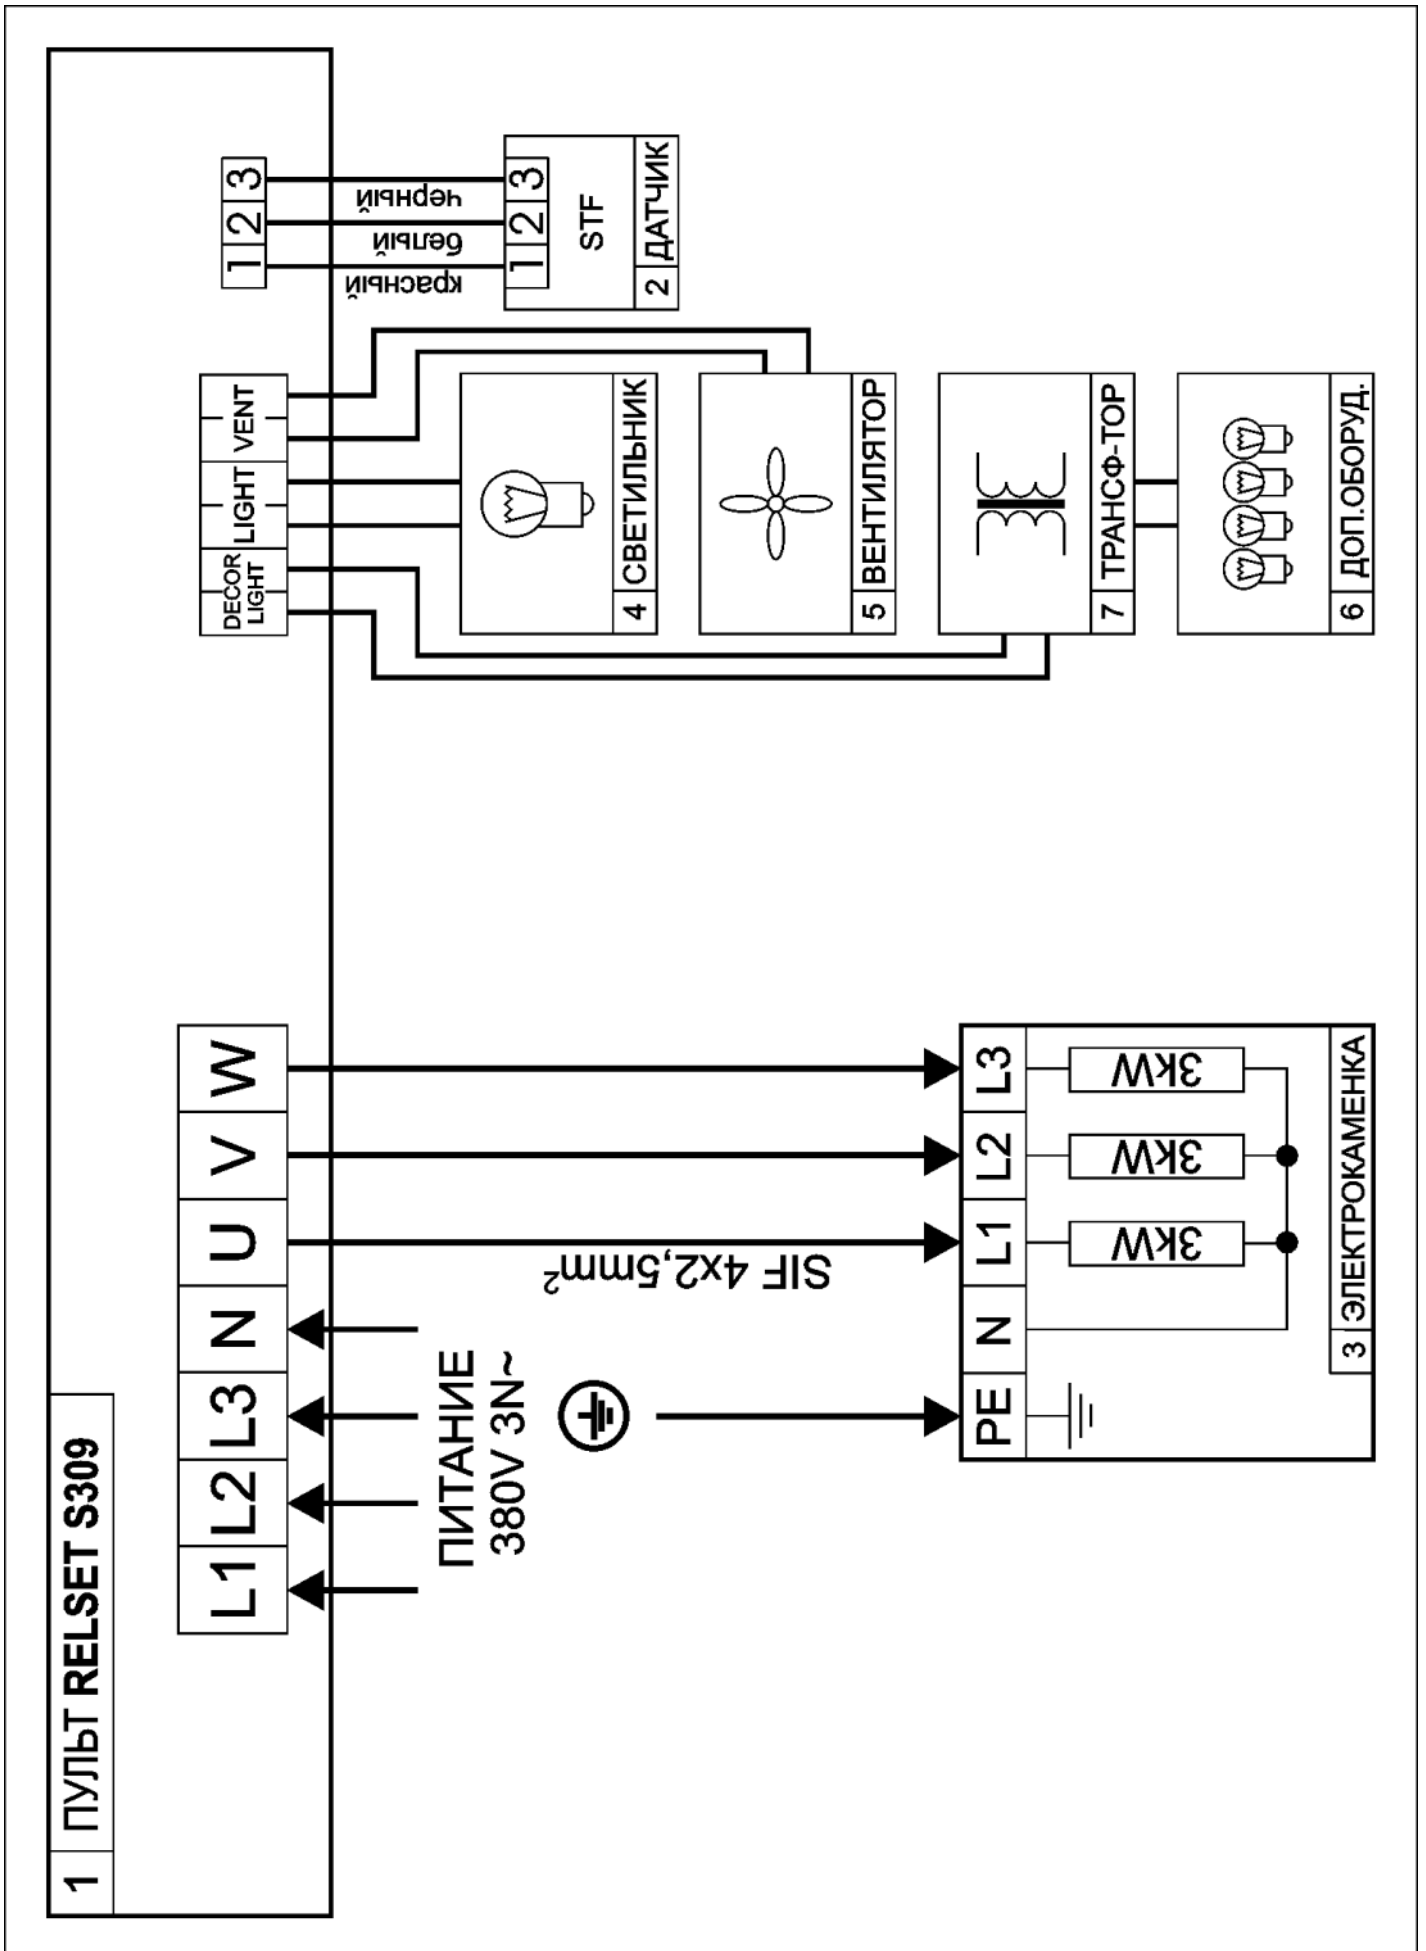 1 ПУЛЬТ RELSET S309
L1 L2 L3 N U V W
DECOR
LIGHT
LIGHT
VENT
1 2 3
красный
белый
черный
1 2 3
STF
2 ДАТЧИК
ПИТАНИЕ
380V 3N~
SIF 4x2,5mm²
4 СВЕТИЛЬНИК
5 ВЕНТИЛЯТОР
7 ТРАНСФ-ТОР
6 ДОП.ОБОРУД.
PE N L1 L2 L3
3kW
3kW
3kW
3 ЭЛЕКТРОКАМЕНКА